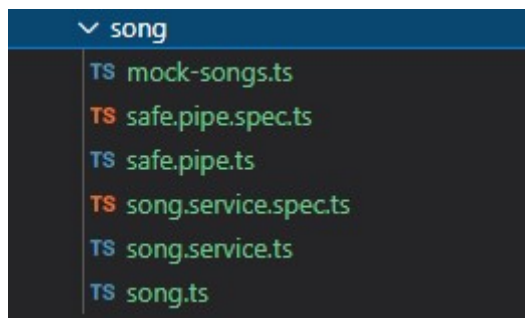 song
TS mock-songs.ts
TS safe.pipe.spec.ts
TS safe.pipe.ts
TS song.service.spec.ts
TS song.service.ts
TS song.ts